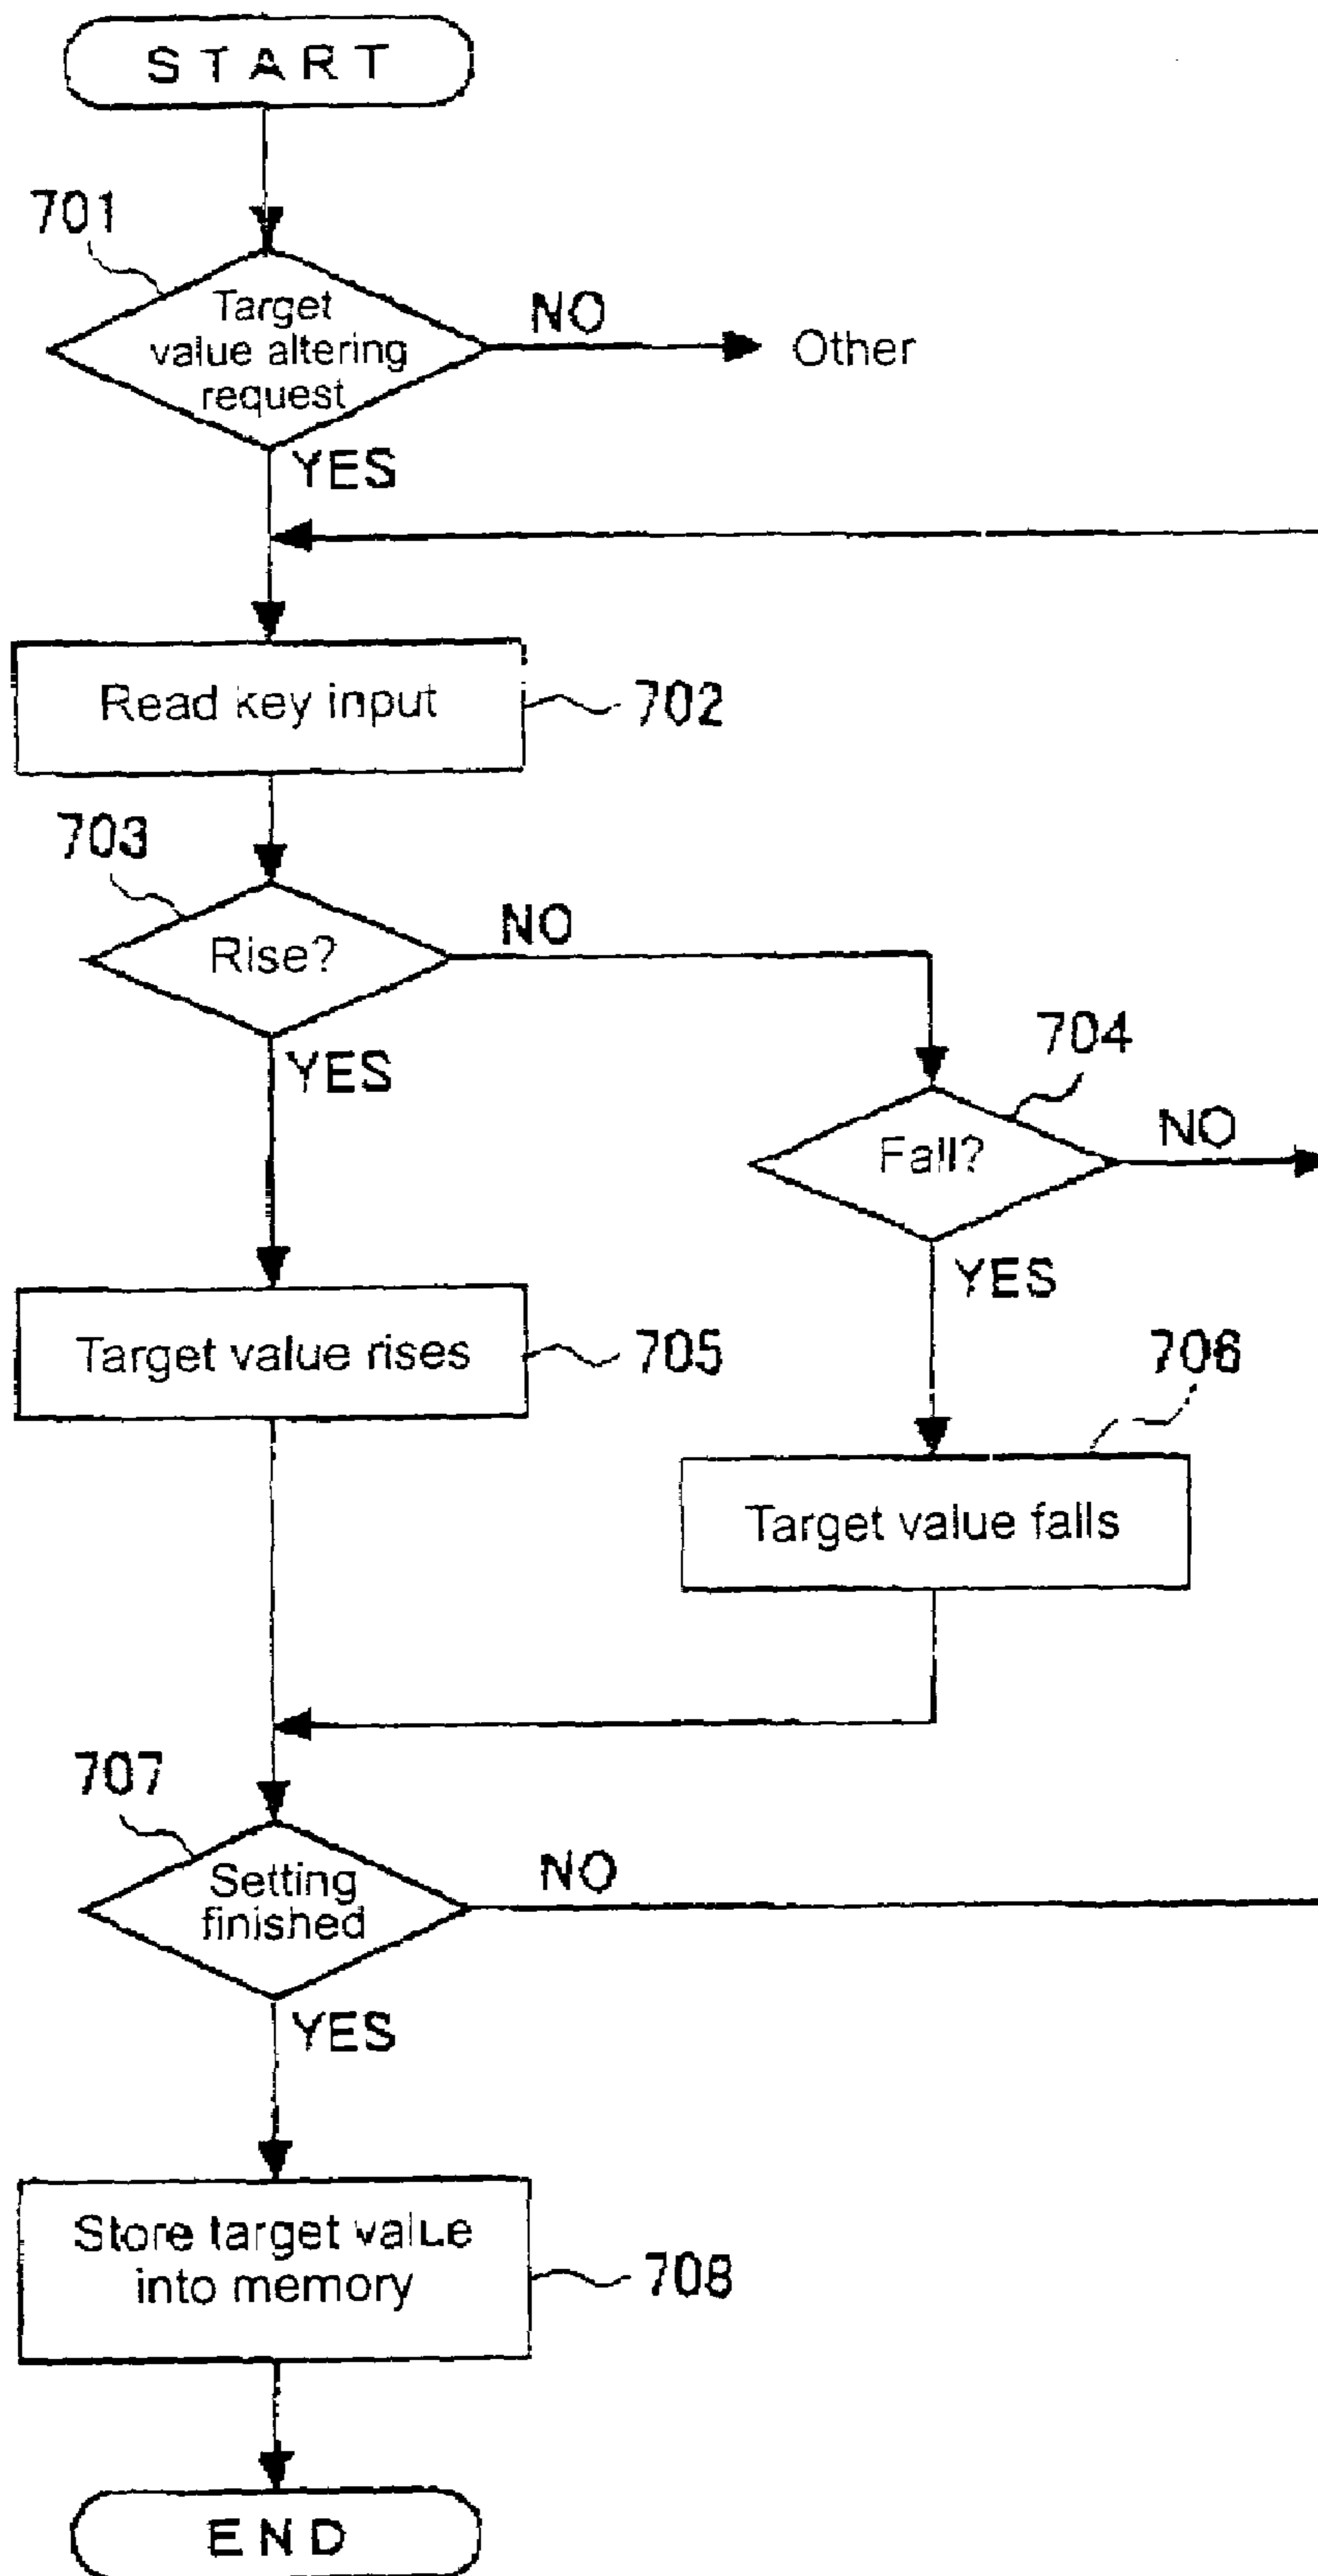 START
701
Target
value altering
request
NO
Other
YES
Read key input
702
703
Rise?
NO
YES
704
Fall?
NO
YES
Target value rises
705
706
Target value falls
707
Setting
finished
NO
YES
Store target value
into memory
708
END